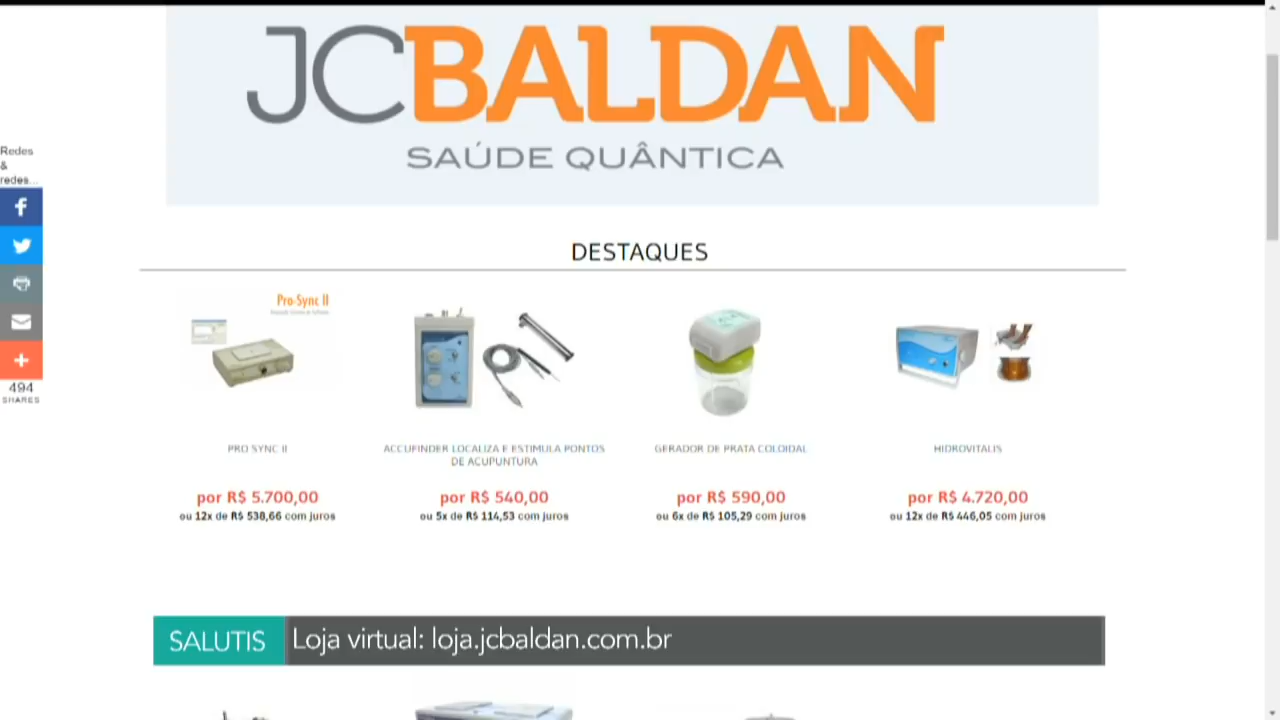 JCBALDAN
SAÚDE QUÂNTICA
Redes
&
redes...
DESTAQUES
Pro-Sync II
494
SHARES
PRO SYNC II
ACCUFINDER LOCALIZA E ESTIMULA PONTOS
DE ACUPUNTURA
GERADOR DE PRATA COLOIDAL
HIDROVITALIS
por R$ 5.700,00
ou 12x de R$ 538,66 com juros
por R$ 540,00
ou 5x de R$ 114,53 com juros
por R$ 590,00
ou 6x de R$ 105,29 com juros
por R$ 4.720,00
ou 12x de R$ 446,05 com juros
SALUTIS
Loja virtual: loja.jcbaldan.com.br